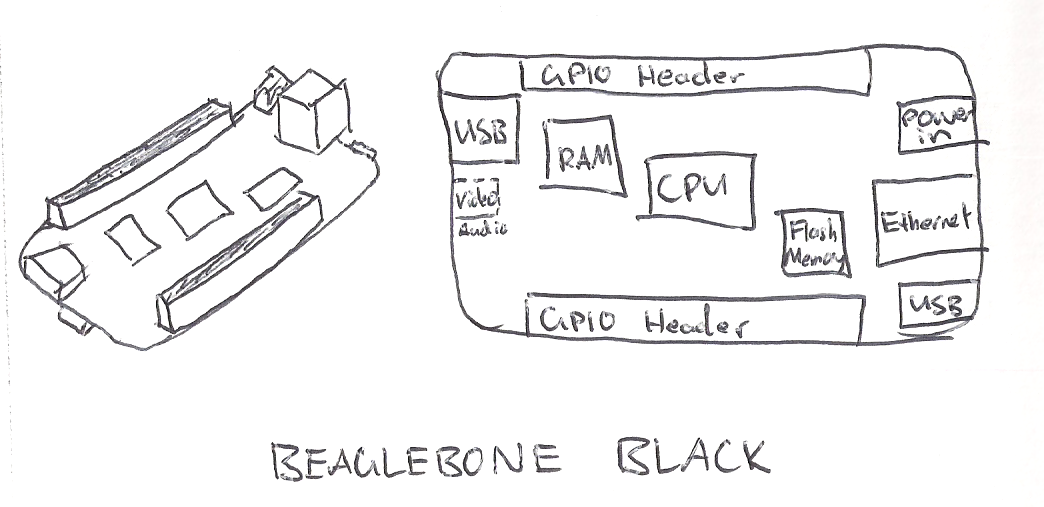 GPIO Header
USB
RAM
CPU
Power
in
Video
Audio
Flash
Memory
Ethernet
USB
GPIO Header
BEAGLEBONE BLACK